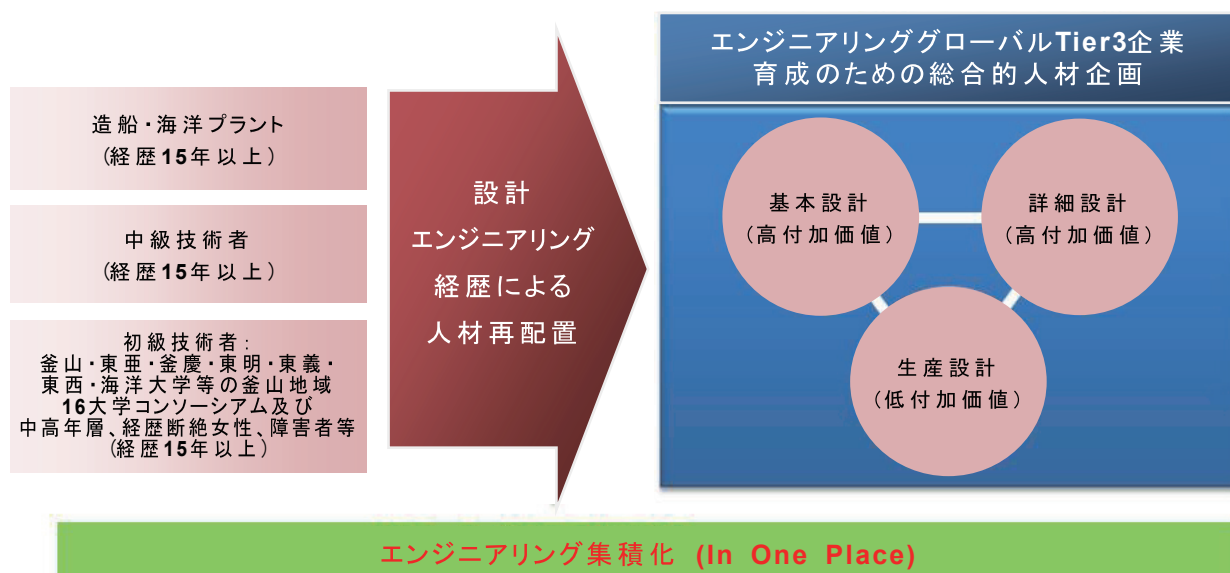 造船・海洋プラント
(経歴15年以上)
中級技術者
(経歴15年以上)
初級技術者:
釜山・東亜・釜慶・東明・東義・
東西・海洋大学等の釜山地域
16大学コンソーシアム及び
中高年層、経歴断絶女性、障害者等
(経歴15年以上)
設計
エンジニアリング
経歴による
人材再配置
エンジニアリンググローバルTier3企業
育成のための総合的人材企画
基本設計
(高付加価値)
詳細設計
(高付加価値)
生産設計
(低付加価値)
エンジニアリング集積化 (In One Place)